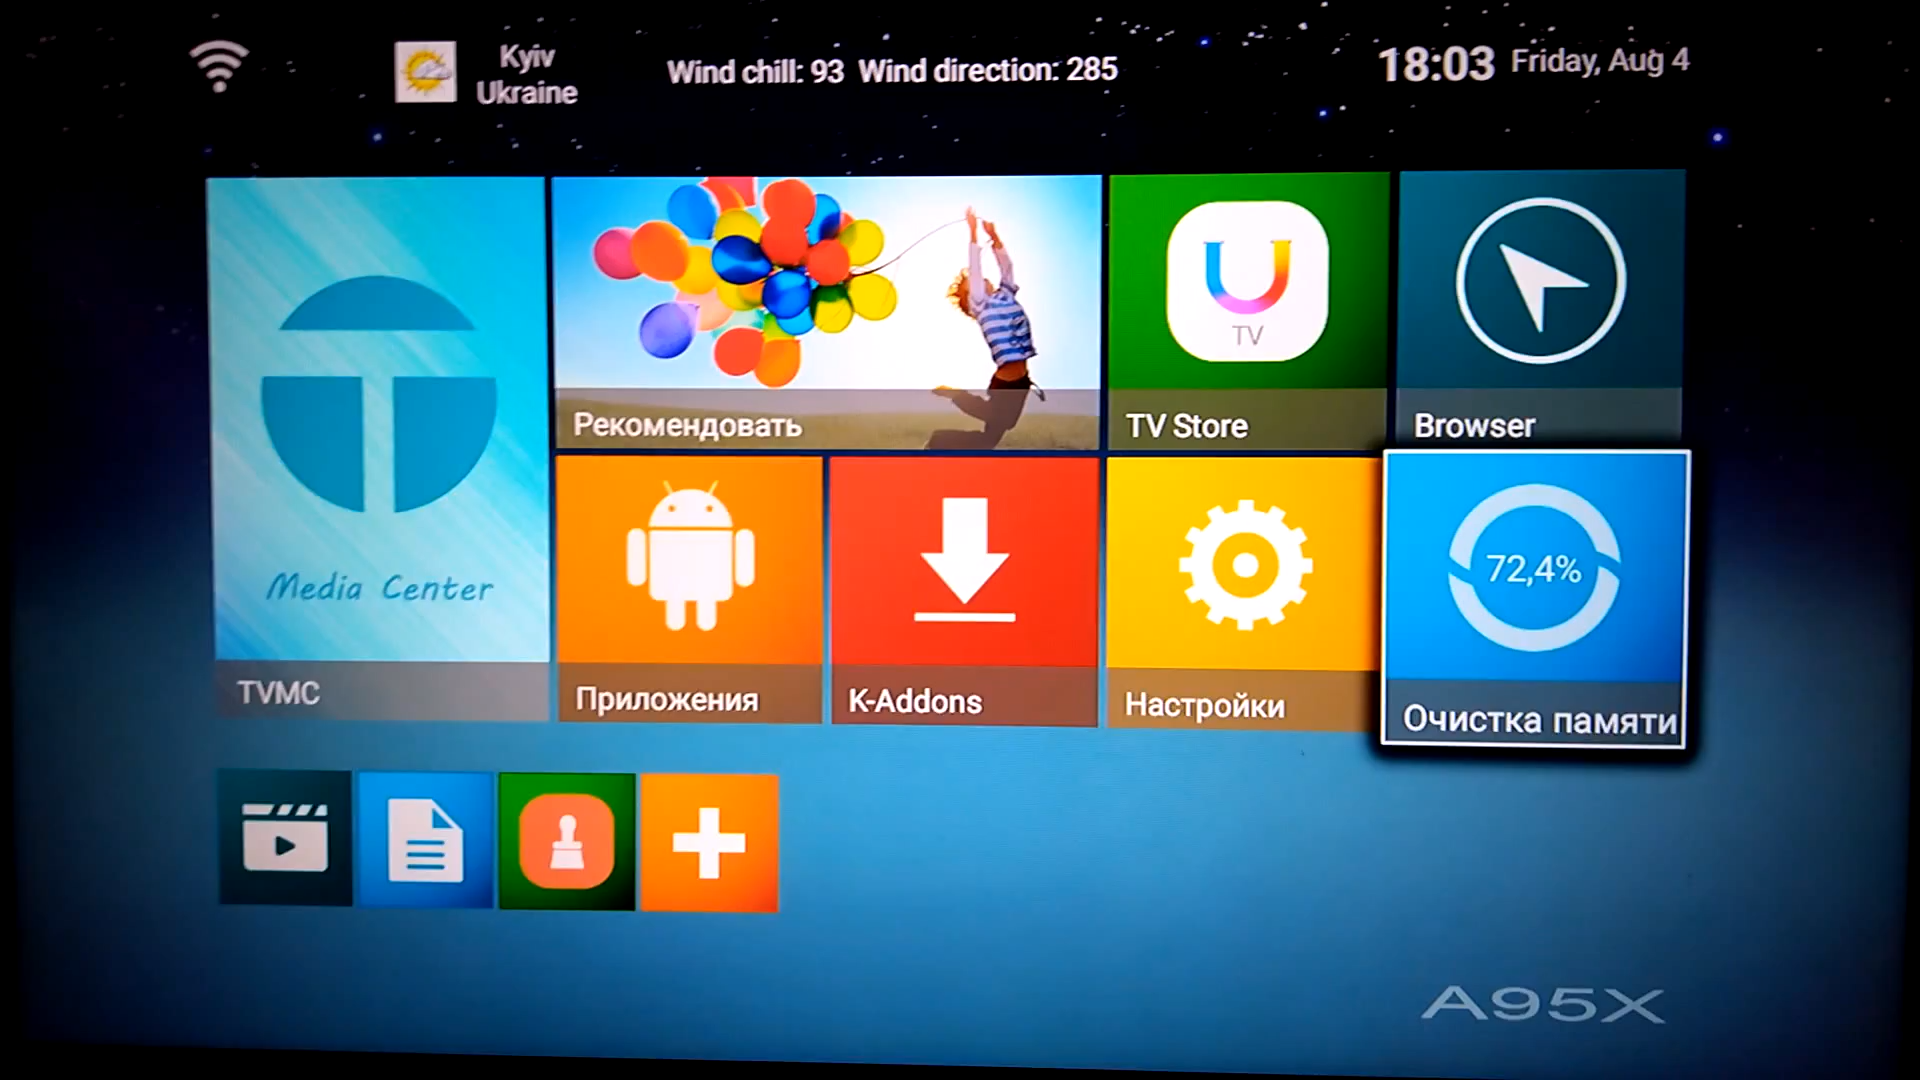 Kyiv
Ukraine
Wind chill: 93 Wind direction: 285
18:03 Friday, Aug 4
TV
Рекомендовать
TV Store
Browser
Media Center
TVMC
Приложения
K-Addons
Настройки
72,4%
Очистка памяти
A95X